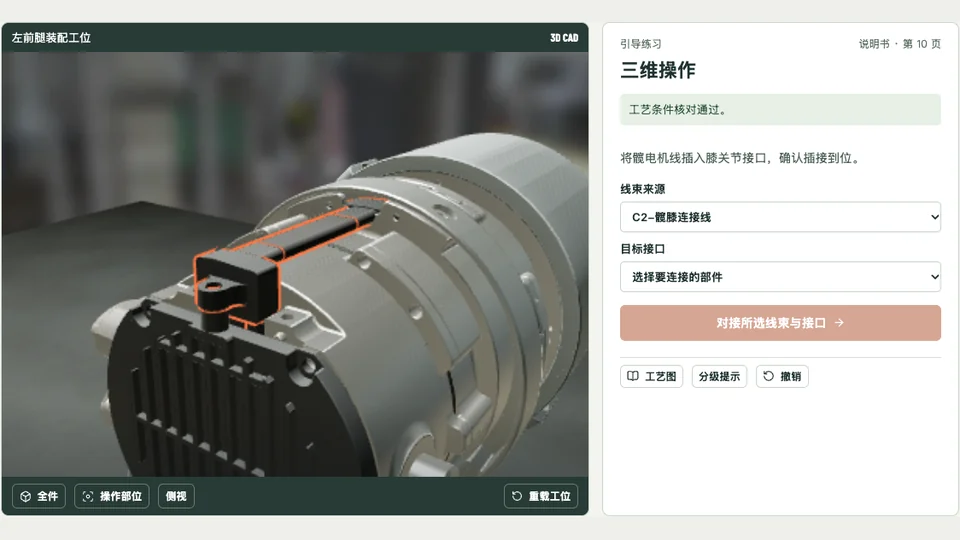 左前腿装配工位
3D CAD
全件
操作部位
侧视
重载工位
引导练习
说明书 · 第 10 页
三维操作
工艺条件核对通过。
将髋电机线插入膝关节接口，确认插接到位。
线束来源
C2-髋膝连接线
目标接口
选择要连接的部件
对接所选线束与接口 →
工艺图
分级提示
撤销